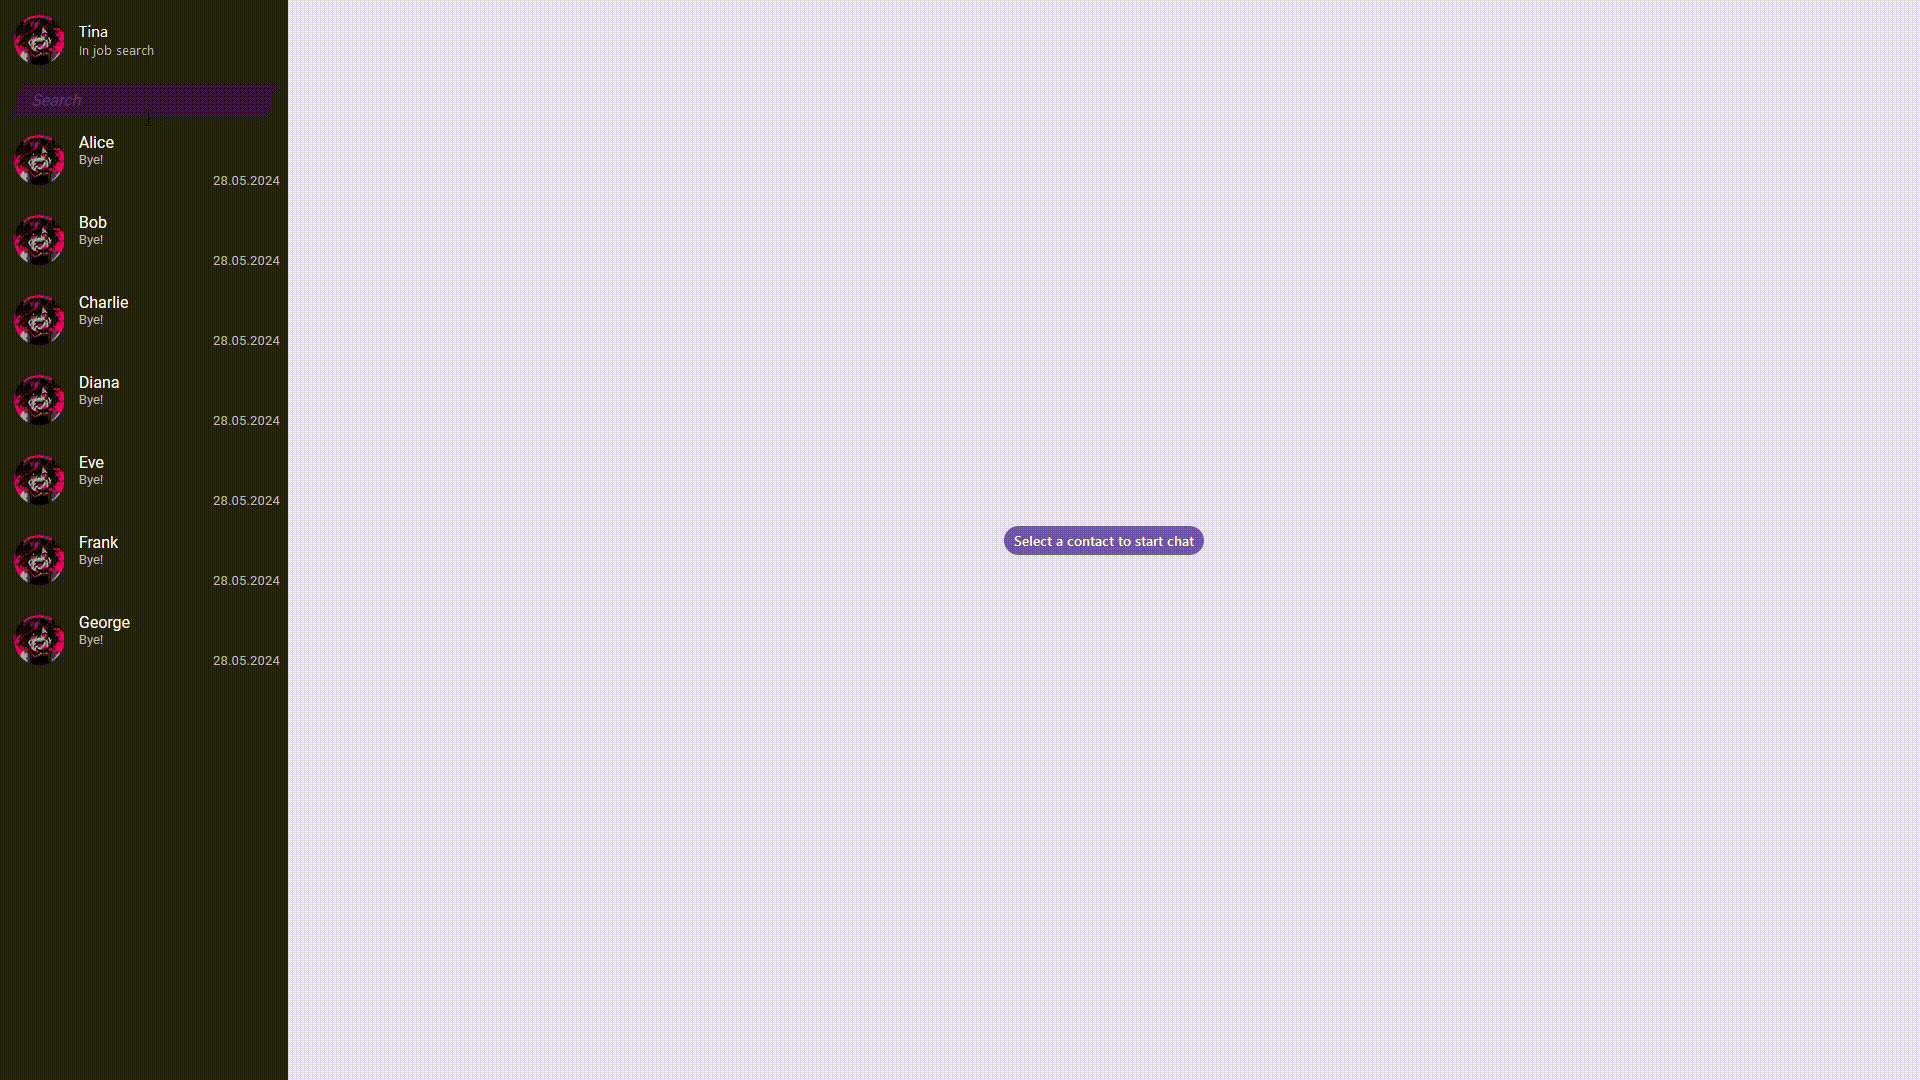 Tina
In job search
Search
Alice
Bye!
28.05.2024
Bob
Bye!
28.05.2024
Charlie
Bye!
28.05.2024
Diana
Bye!
28.05.2024
Eve
Bye!
28.05.2024
Frank
Bye!
28.05.2024
George
Bye!
28.05.2024
Select a contact to start chat